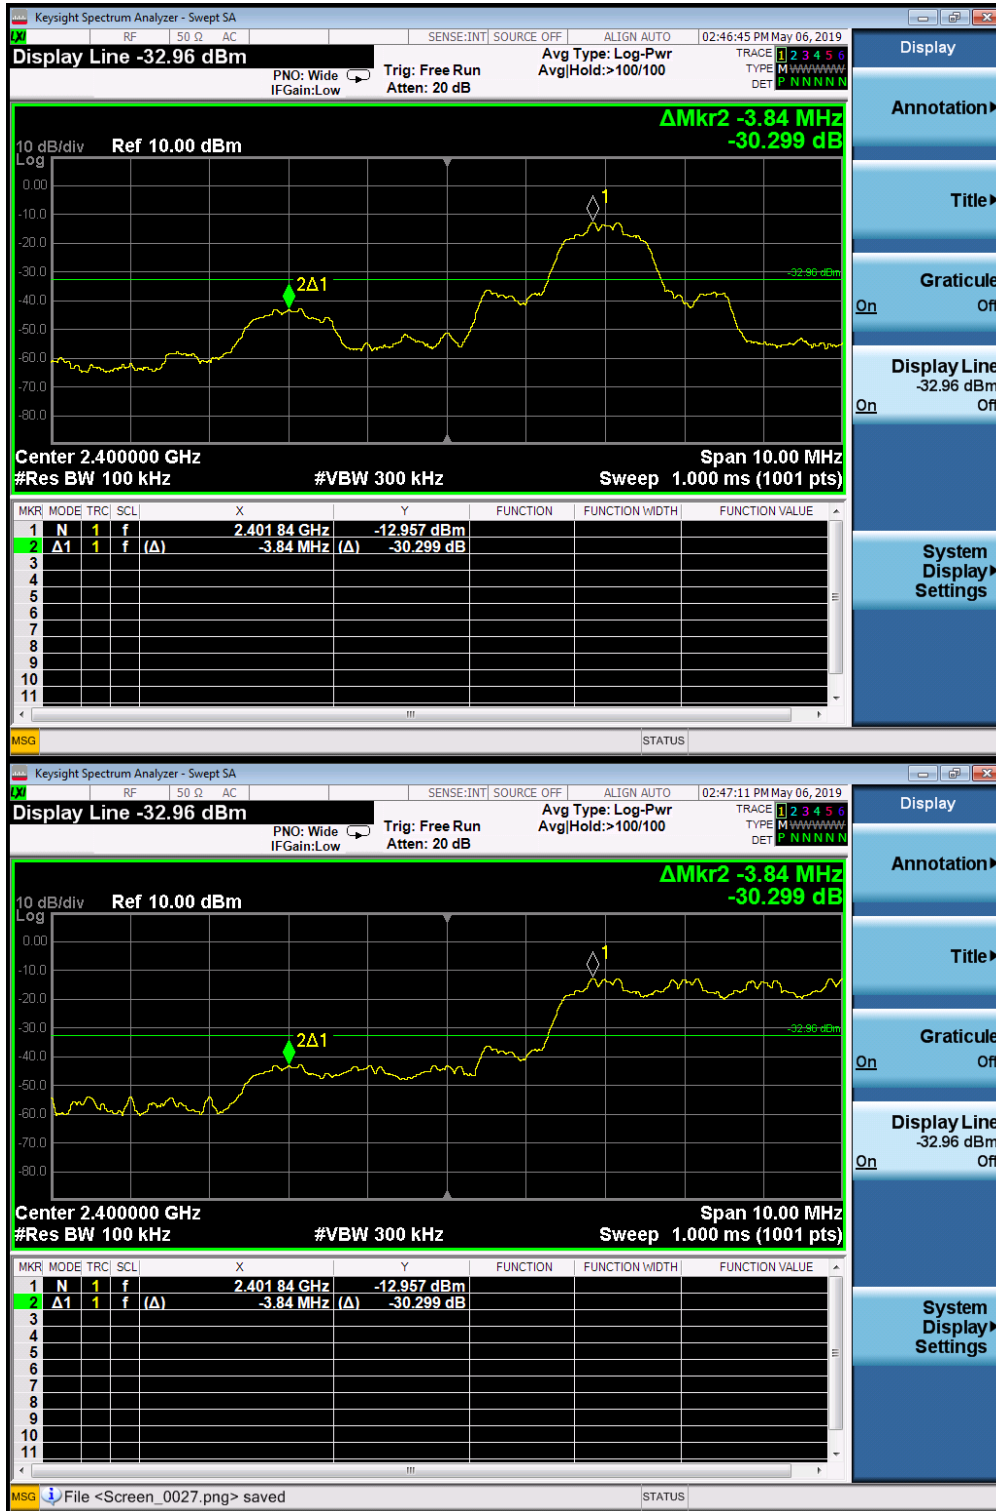 Keysight Spectrum Analyzer - Swept SA
LXI RF 50 Ω AC SENSE:INT SOURCE OFF ALIGN AUTO 02:46:45 PM May 06, 2019
Display Line -32.96 dBm
PNO: Wide Trig: Free Run Avg Type: Log-Pwr TRACE 1 2 3 4 5 6
IFGain:Low Atten: 20 dB Avg|Hold:>100/100 TYPE M WWWWW
DET P N N N N N
ΔMkr2 -3.84 MHz
-30.299 dB
10 dB/div Ref 10.00 dBm
Log
0.00
1
-10.0
-20.0
-30.0
-32.96 dBm
2Δ1
-40.0
-50.0
-60.0
-70.0
-80.0
Center 2.400000 GHz Span 10.00 MHz
#Res BW 100 kHz #VBW 300 kHz Sweep 1.000 ms (1001 pts)
MKR MODE TRC SCL X Y FUNCTION FUNCTION WIDTH FUNCTION VALUE
1 N 1 f 2.401 84 GHz -12.957 dBm
2 Δ1 1 f (Δ) -3.84 MHz (Δ) -30.299 dB
3
4
5
6
7
8
9
10
11
MSG STATUS
Display
Annotation
Title
Graticule
On Off
Display Line
-32.96 dBm
On Off
System
Display
Settings
Keysight Spectrum Analyzer - Swept SA
LXI RF 50 Ω AC SENSE:INT SOURCE OFF ALIGN AUTO 02:47:11 PM May 06, 2019
Display Line -32.96 dBm
PNO: Wide Trig: Free Run Avg Type: Log-Pwr TRACE 1 2 3 4 5 6
IFGain:Low Atten: 20 dB Avg|Hold:>100/100 TYPE M WWWWW
DET P N N N N N
ΔMkr2 -3.84 MHz
-30.299 dB
10 dB/div Ref 10.00 dBm
Log
0.00
1
-10.0
-20.0
-30.0
-32.96 dBm
2Δ1
-40.0
-50.0
-60.0
-70.0
-80.0
Center 2.400000 GHz Span 10.00 MHz
#Res BW 100 kHz #VBW 300 kHz Sweep 1.000 ms (1001 pts)
MKR MODE TRC SCL X Y FUNCTION FUNCTION WIDTH FUNCTION VALUE
1 N 1 f 2.401 84 GHz -12.957 dBm
2 Δ1 1 f (Δ) -3.84 MHz (Δ) -30.299 dB
3
4
5
6
7
8
9
10
11
MSG File <Screen_0027.png> saved STATUS
Display
Annotation
Title
Graticule
On Off
Display Line
-32.96 dBm
On Off
System
Display
Settings